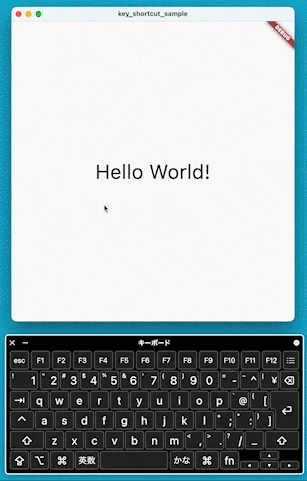 key_shortcut_sample
DEBUG
Hello World!
キーボード
esc F1 F2 F3 F4 F5 F6 F7 F8 F9 F10 F11 F12
! 1 " 2 # 3 $ 4 % 5 & 6 ' 7 ( 8 ) 9 0 = - ~ ^ | ¥
q w e r t y u i o p ` @ { [
a s d f g h j k l + ; * : } ]
z x c v b n m < , > . ? / _
英数 かな fn